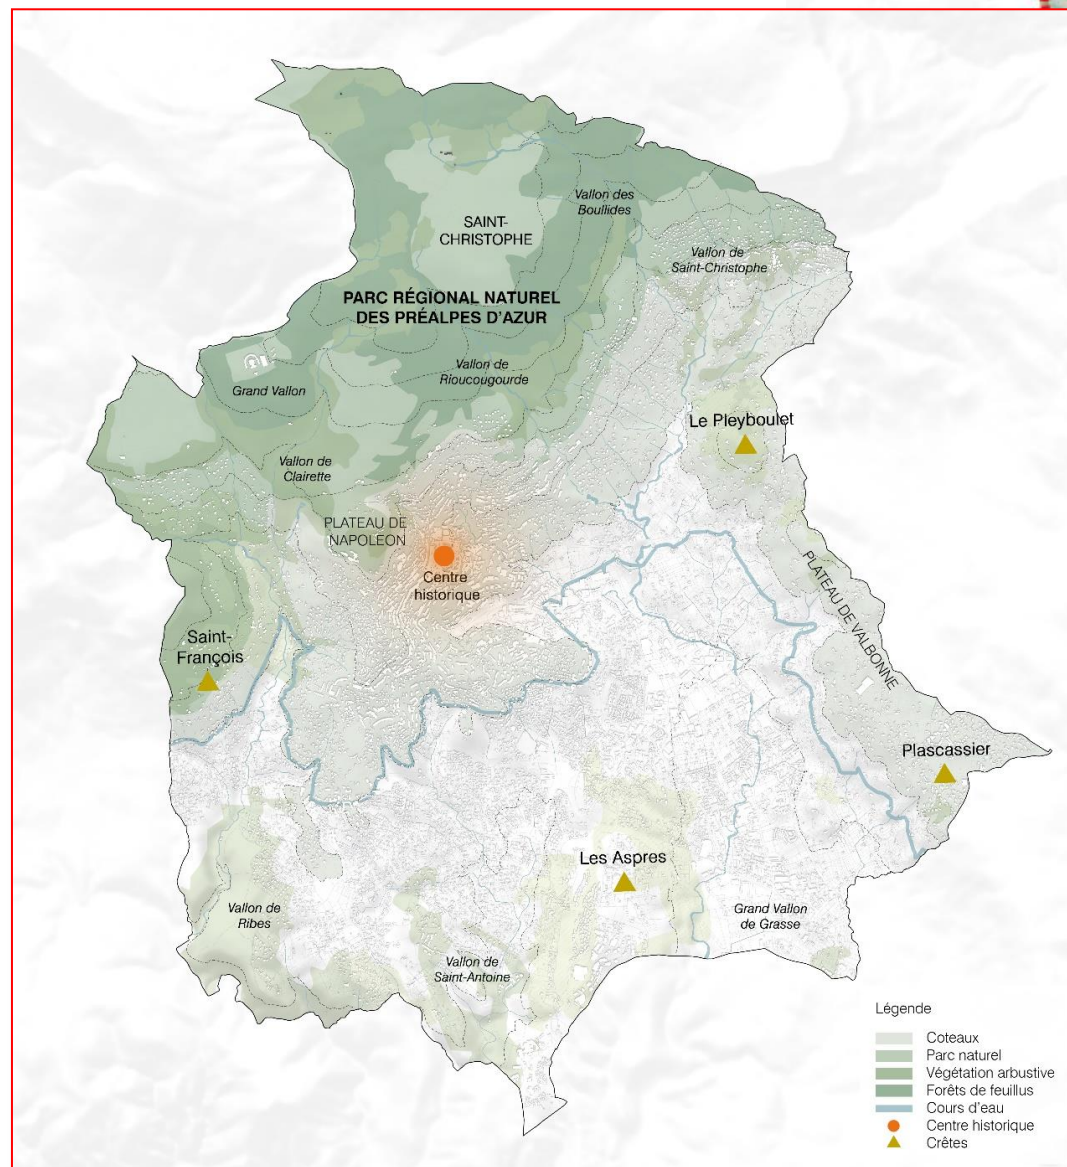 Vallon des
Boullides
SAINT-
CHRISTOPHE
Vallon de
Saint-Christophe
PARC RÉGIONAL NATUREL
DES PRÉALPES D'AZUR
Vallon de
Rioucougourde
Grand Vallon
Le Pleyboulet
Vallon de
Clairette
PLATEAU DE
NAPOLEON
Centre
historique
PLATEAU DE VALBONNE
Saint-
François
Plascassier
Les Aspres
Vallon de
Ribes
Grand Vallon
de Grasse
Vallon de
Saint-Antoine
Légende
Coteaux
Parc naturel
Végétation arbustive
Forêts de feuillus
Cours d'eau
Centre historique
Crêtes